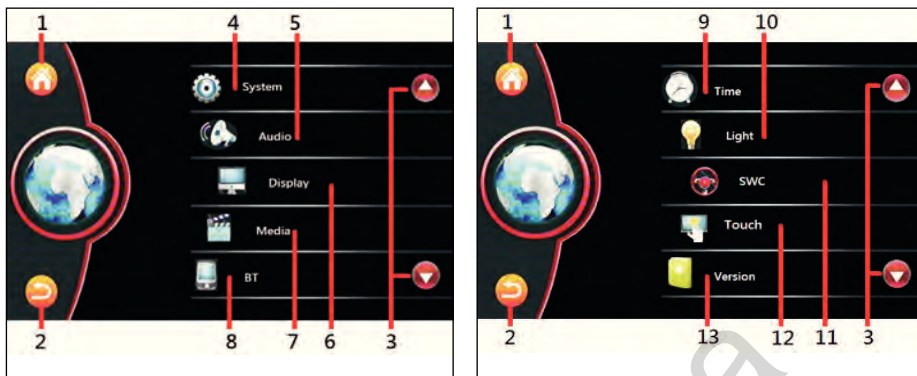 1 4 5
System
Audio
Display
Media
BT
2 8 7 6 3
1 9 10
Time
Light
SWC
Touch
Version
2 13 12 11 3